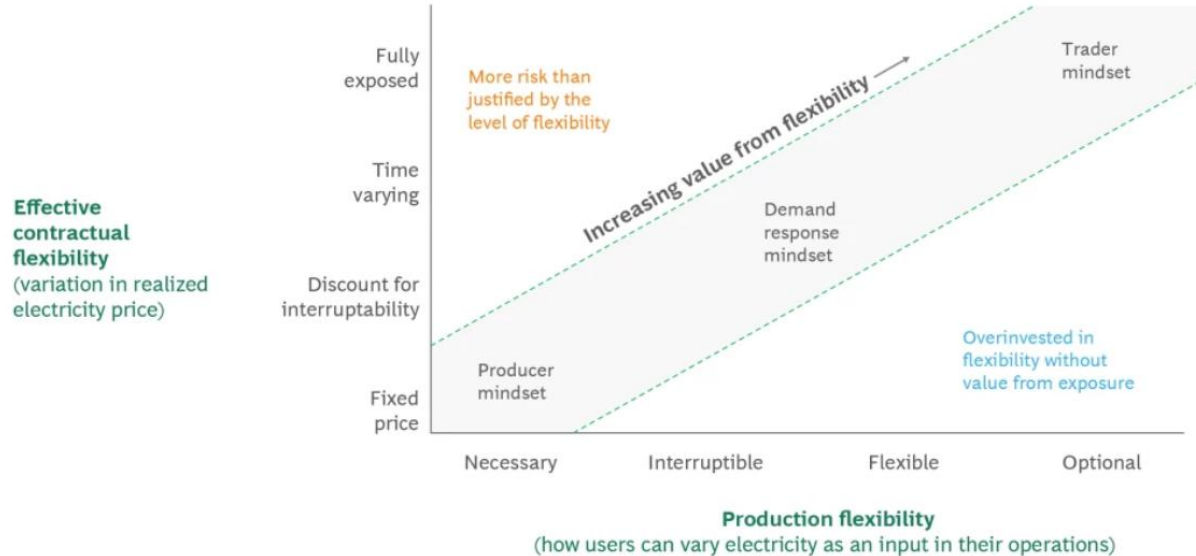 Effective
contractual
flexibility
(variation in realized
electricity price)
Fully
exposed
Time
varying
Discount for
interruptability
Fixed
price
More risk than
justified by the
level of flexibility
Increasing value from flexibility
Trader
mindset
Demand
response
mindset
Producer
mindset
Overinvested in
flexibility without
value from exposure
Necessary
Interruptible
Flexible
Optional
Production flexibility
(how users can vary electricity as an input in their operations)